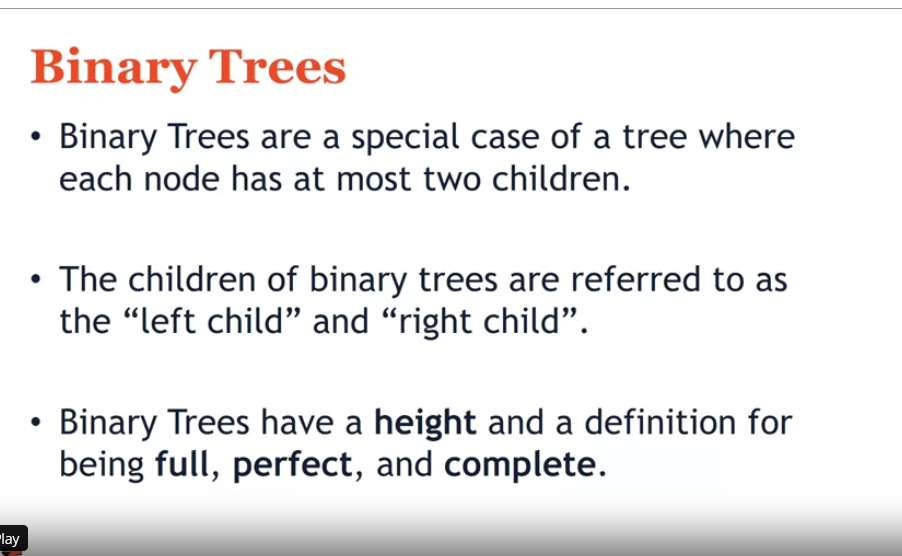 Binary Trees
• Binary Trees are a special case of a tree where
each node has at most two children.
• The children of binary trees are referred to as
the “left child” and “right child”.
• Binary Trees have a height and a definition for
being full, perfect, and complete.
lay